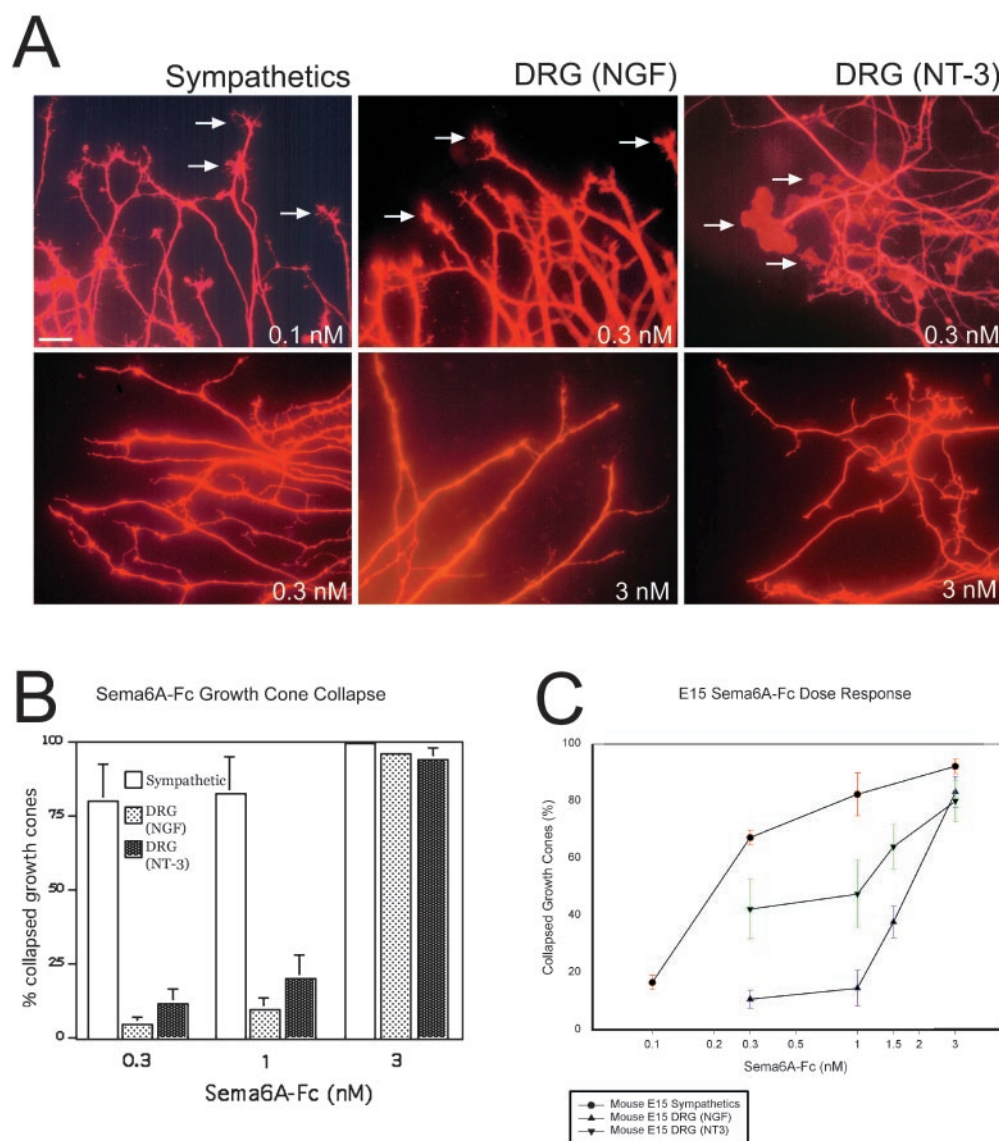 A
Sympathetics
DRG (NGF)
DRG (NT-3)
0.1 nM
0.3 nM
0.3 nM
0.3 nM
3 nM
3 nM
B
Sema6A-Fc Growth Cone Collapse
% collapsed growth cones
100
75
50
25
0
Sympathetic
DRG
(NGF)
DRG
(NT-3)
0.3
1
3
Sema6A-Fc (nM)
C
E15 Sema6A-Fc Dose Response
Collapsed Growth Cones (%)
100
80
60
40
20
0
0.1
0.2
0.3
0.5
1
1.5
2
3
Sema6A-Fc (nM)
Mouse E15 Sympathetics
Mouse E15 DRG (NGF)
Mouse E15 DRG (NT3)